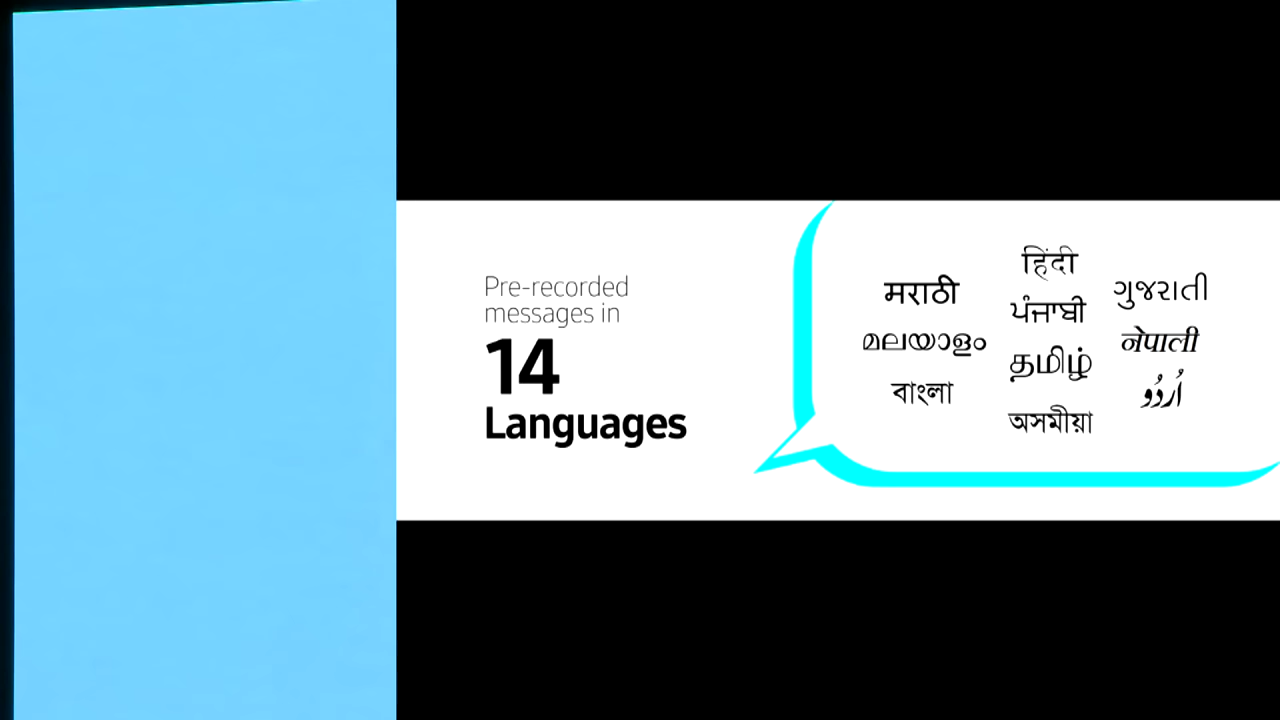 Pre-recorded
messages in
14
Languages
मराठी
മലയാളം
বাংলা
हिंदी
ਪੰਜਾਬੀ
தமிழ்
অসমীয়া
ગુજરાતી
नेपाली
اُردُو